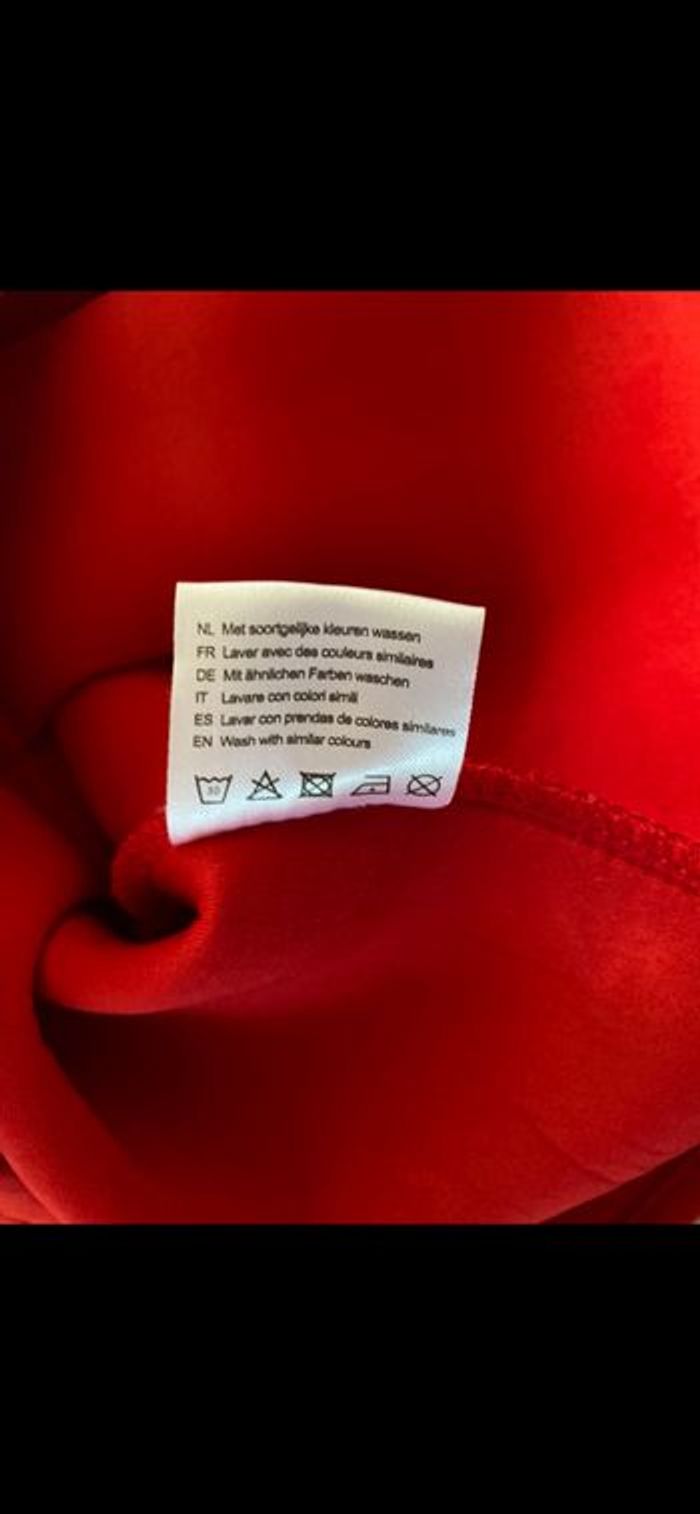 NL Met soortgelijke kleuren wassen
FR Laver avec des couleurs similaires
DE Mit ähnlichen Farben waschen
IT Lavare con colori simili
ES Lavar con prendas de colores similares
EN Wash with similar colours
30